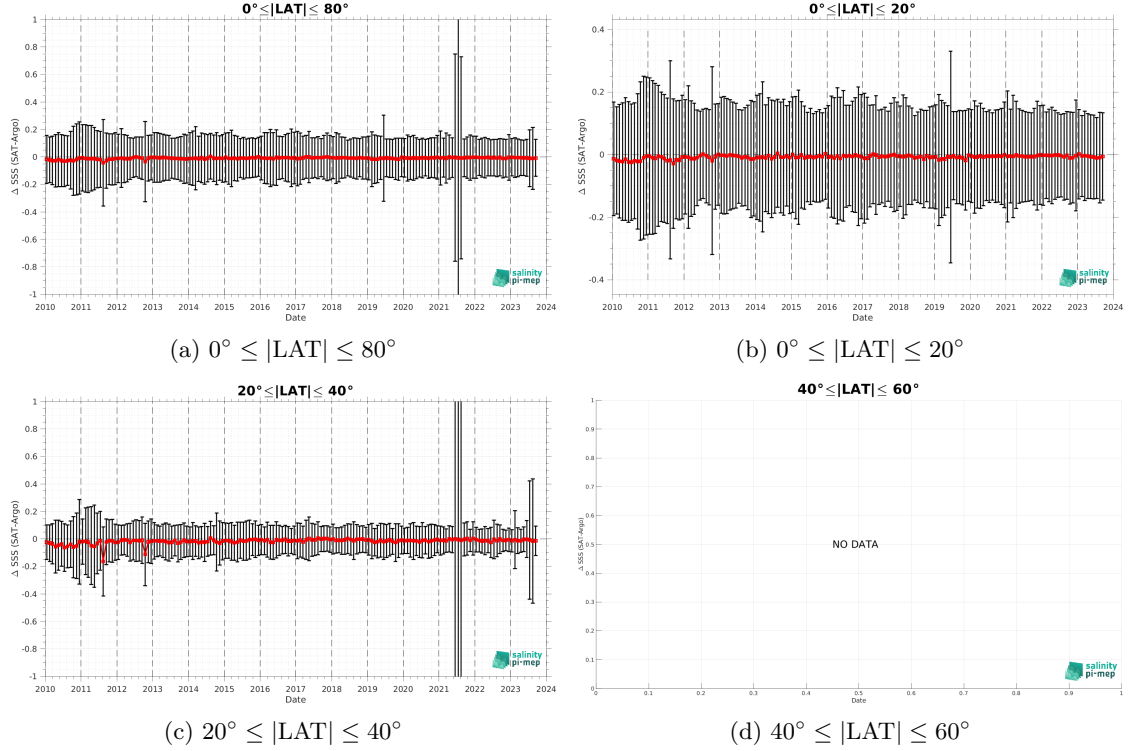 0°≤|LAT|≤ 80°
Δ SSS (SAT-Argo)
1
0.8
0.6
0.4
0.2
0
-0.2
-0.4
-0.6
-0.8
-1
2010 2011 2012 2013 2014 2015 2016 2017 2018 2019 2020 2021 2022 2023 2024
Date
salinity
pi-mep
(a) 0° ≤ |LAT| ≤ 80°
0°≤|LAT|≤ 20°
Δ SSS (SAT-Argo)
0.4
0.2
0
-0.2
-0.4
2010 2011 2012 2013 2014 2015 2016 2017 2018 2019 2020 2021 2022 2023 2024
Date
salinity
pi-mep
(b) 0° ≤ |LAT| ≤ 20°
20°≤|LAT|≤ 40°
Δ SSS (SAT-Argo)
1
0.8
0.6
0.4
0.2
0
-0.2
-0.4
-0.6
-0.8
-1
2010 2011 2012 2013 2014 2015 2016 2017 2018 2019 2020 2021 2022 2023 2024
Date
salinity
pi-mep
(c) 20° ≤ |LAT| ≤ 40°
40°≤|LAT|≤ 60°
Δ SSS (SAT-Argo)
1
0.9
0.8
0.7
0.6
0.5
0.4
0.3
0.2
0.1
0
NO DATA
0 0.1 0.2 0.3 0.4 0.5 0.6 0.7 0.8 0.9 1
Date
salinity
pi-mep
(d) 40° ≤ |LAT| ≤ 60°